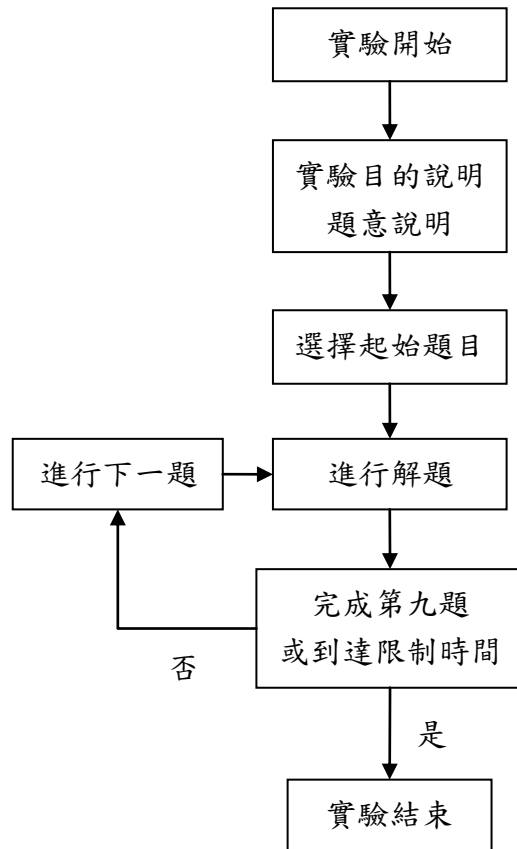 實驗開始
實驗目的說明
題意說明
選擇起始題目
進行下一題
進行解題
完成第九題
或到達限制時間
否
是
實驗結束